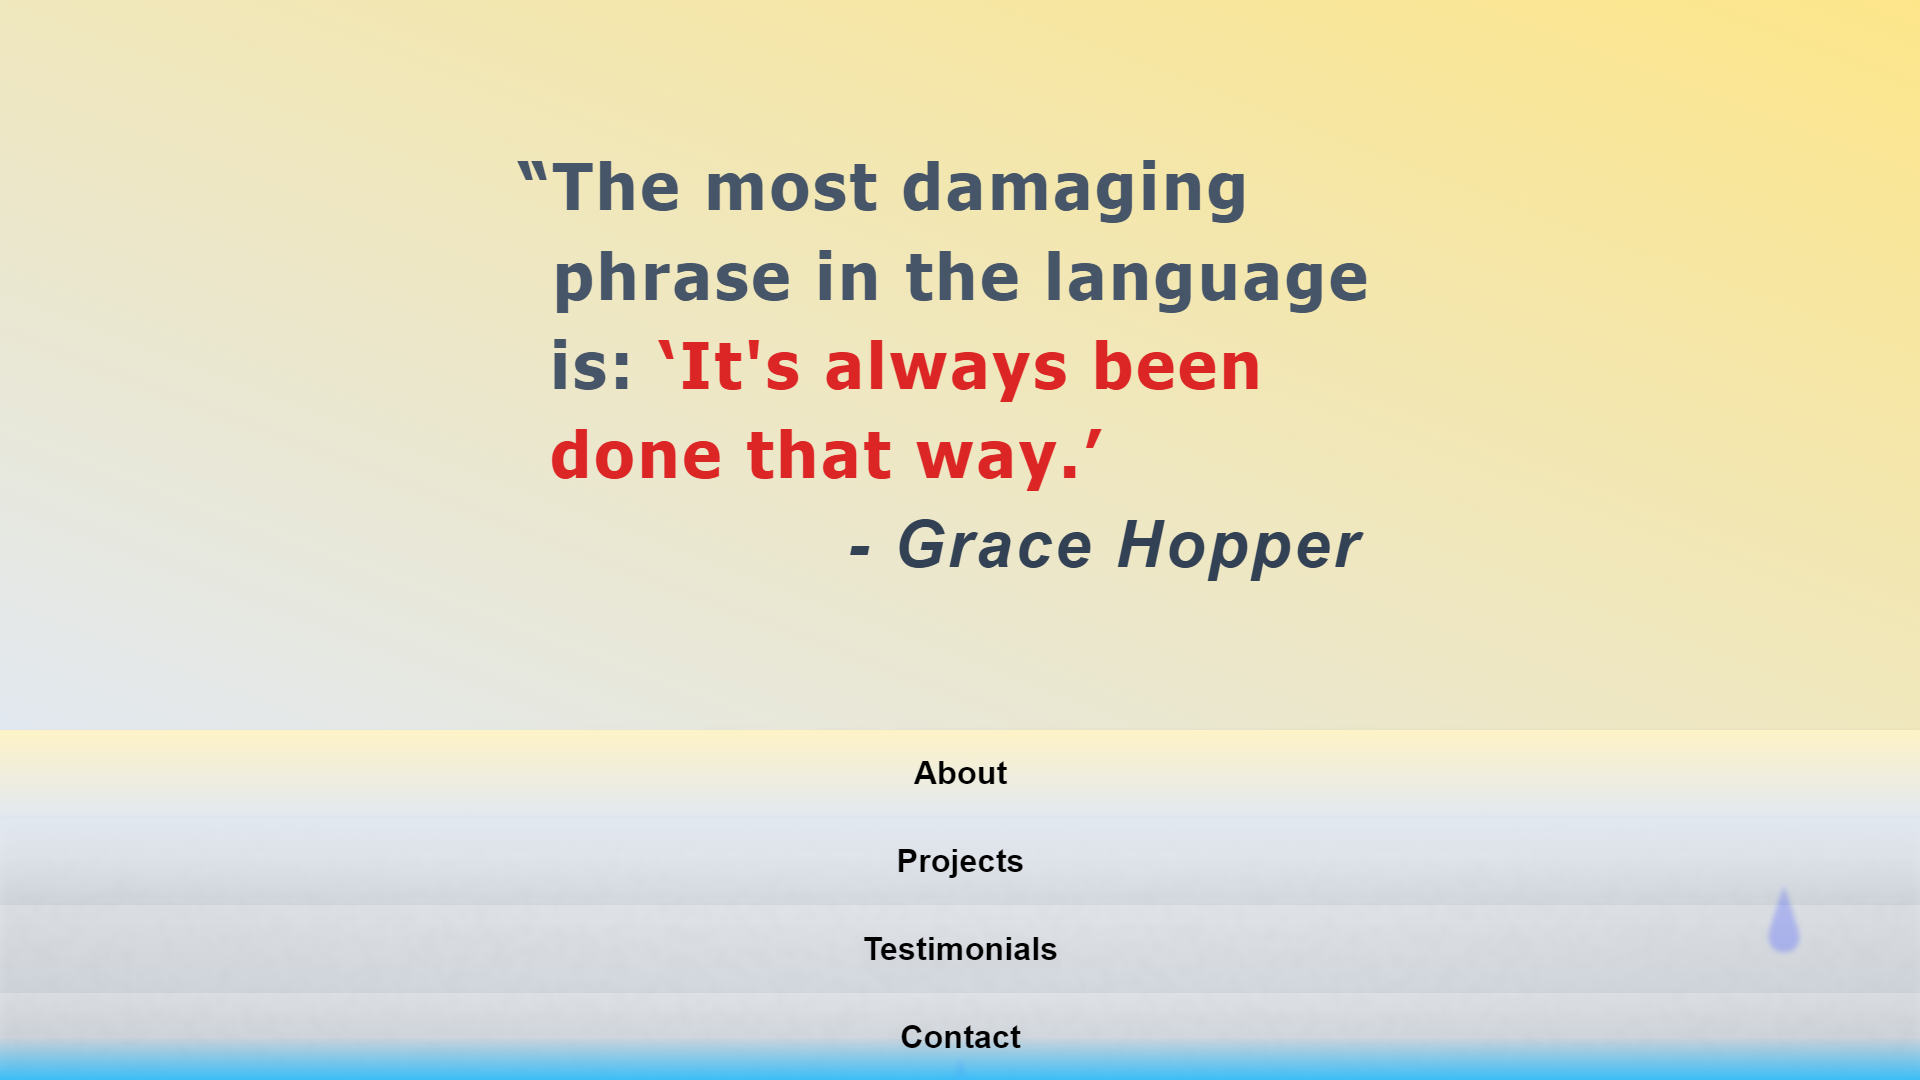 “The most damaging
phrase in the language
is: ‘It's always been
done that way.’
- Grace Hopper
About
Projects
Testimonials
Contact